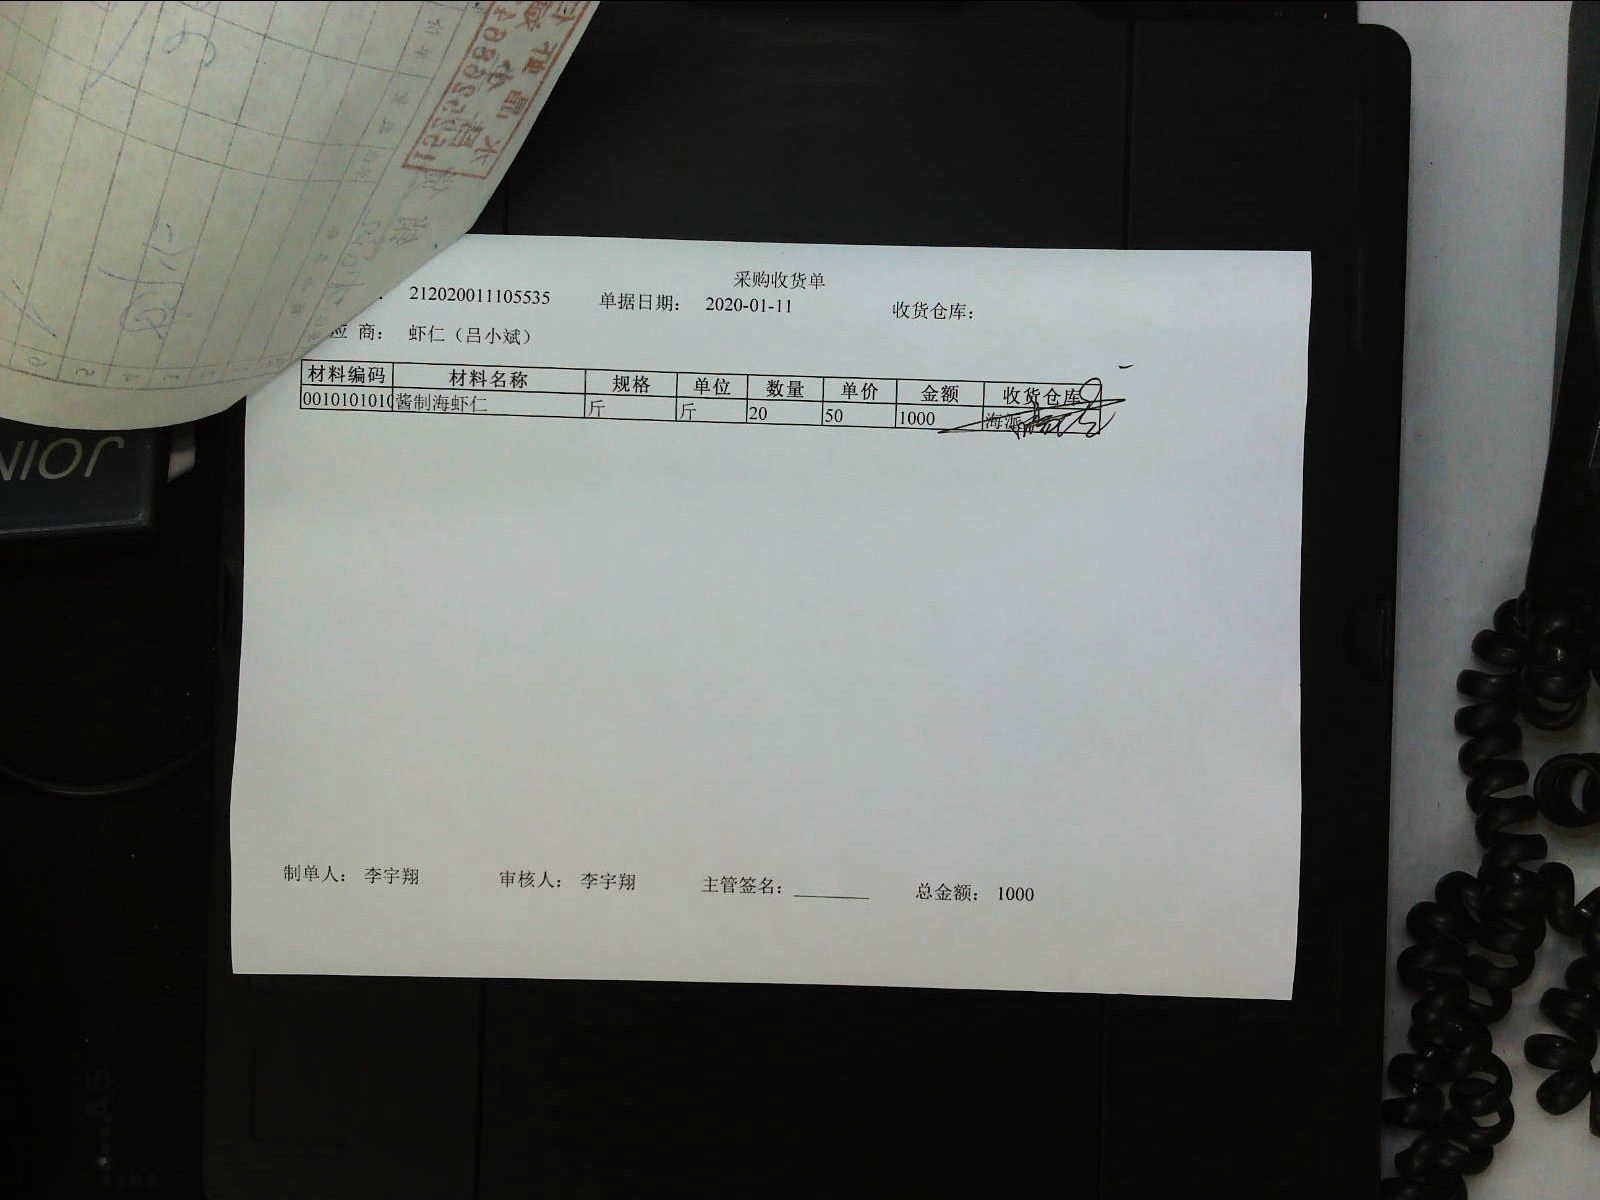 采购收货单
212020011105535 单据日期： 2020-01-11 收货仓库：
应 商： 虾仁（吕小斌）
材料编码 材料名称 规格 单位 数量 单价 金额 收货仓库
0010101010 酱制海虾仁 斤 斤 20 50 1000 海派
制单人： 李宇翔 审核人： 李宇翔 主管签名： 总金额： 1000
JOIN